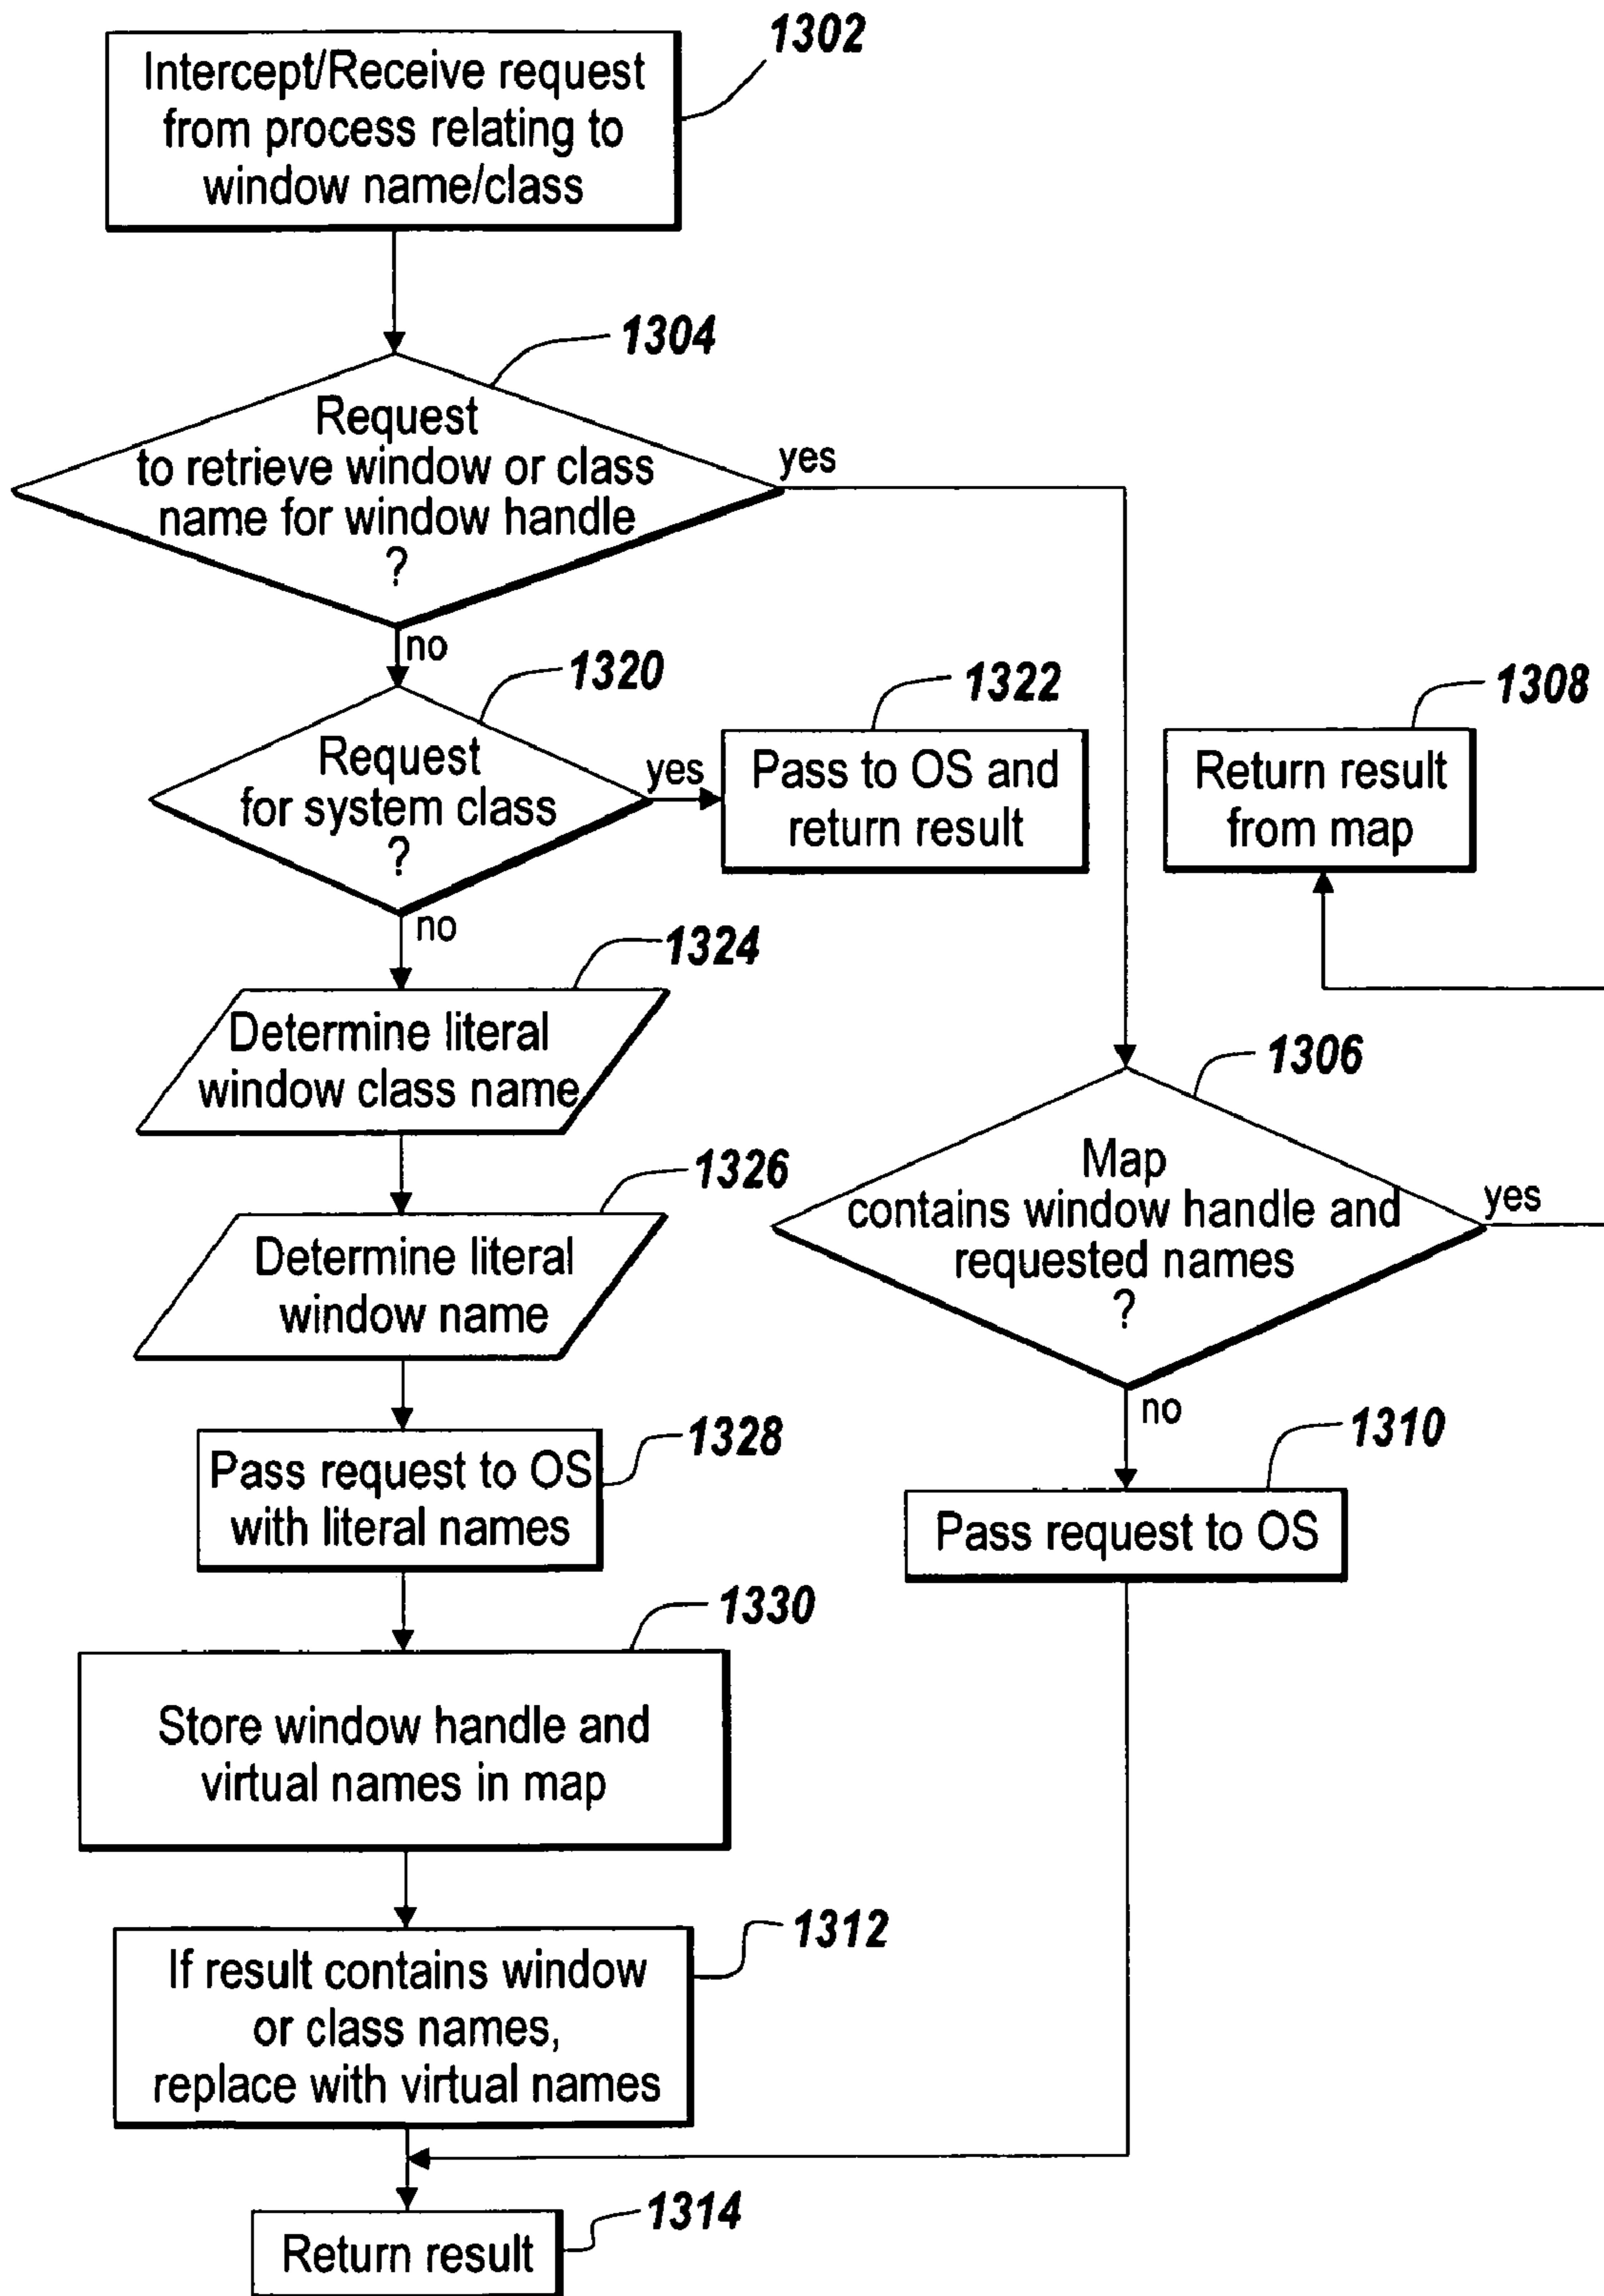 1302
Intercept/Receive request
from process relating to
window name/class
1304
Request
to retrieve window or class
name for window handle
?
yes
no
1320
Request
for system class
?
yes
no
1322
Pass to OS and
return result
1308
Return result
from map
1324
Determine literal
window class name
1306
Map
contains window handle and
requested names
?
yes
no
1326
Determine literal
window name
1328
Pass request to OS
with literal names
1310
Pass request to OS
1330
Store window handle and
virtual names in map
1312
If result contains window
or class names,
replace with virtual names
1314
Return result